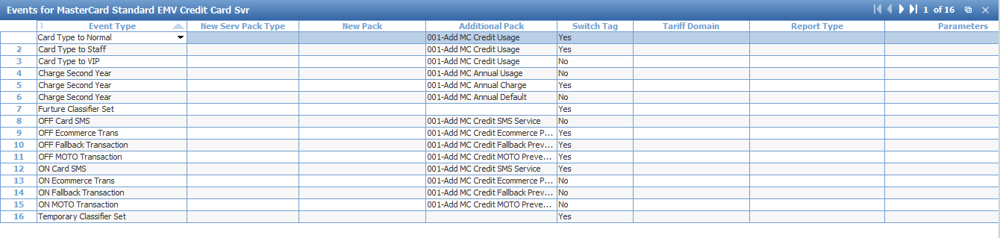 Events for MasterCard Standard EMV Credit Card Svr 1 of 16
1 Event Type New Serv Pack Type New Pack Additional Pack Switch Tag Tariff Domain Report Type Parameters
Card Type to Normal 001-Add MC Credit Usage Yes
2 Card Type to Staff 001-Add MC Credit Usage Yes
3 Card Type to VIP 001-Add MC Credit Usage No
4 Charge Second Year 001-Add MC Annual Usage No
5 Charge Second Year 001-Add MC Annual Charge Yes
6 Charge Second Year 001-Add MC Annual Default No
7 Furture Classifier Set Yes
8 OFF Card SMS 001-Add MC Credit SMS Service No
9 OFF Ecommerce Trans 001-Add MC Credit Ecommerce P... Yes
10 OFF Fallback Transaction 001-Add MC Credit Fallback Prev... Yes
11 OFF MOTO Transaction 001-Add MC Credit MOTO Preve... Yes
12 ON Card SMS 001-Add MC Credit SMS Service Yes
13 ON Ecommerce Trans 001-Add MC Credit Ecommerce P... No
14 ON Fallback Transaction 001-Add MC Credit Fallback Prev... No
15 ON MOTO Transaction 001-Add MC Credit MOTO Preve... No
16 Temporary Classifier Set Yes